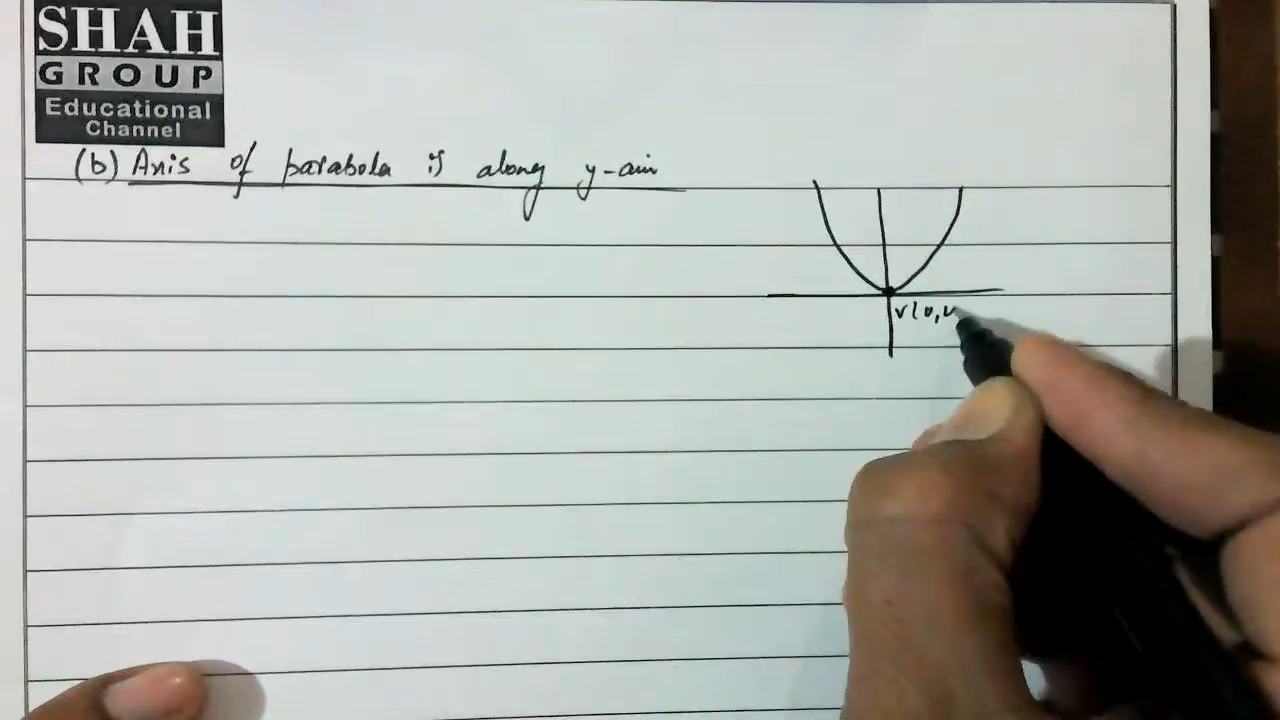 SHAH
GROUP
Educational
Channel
(b) Axis of parabola is along y-axis
V(0,0